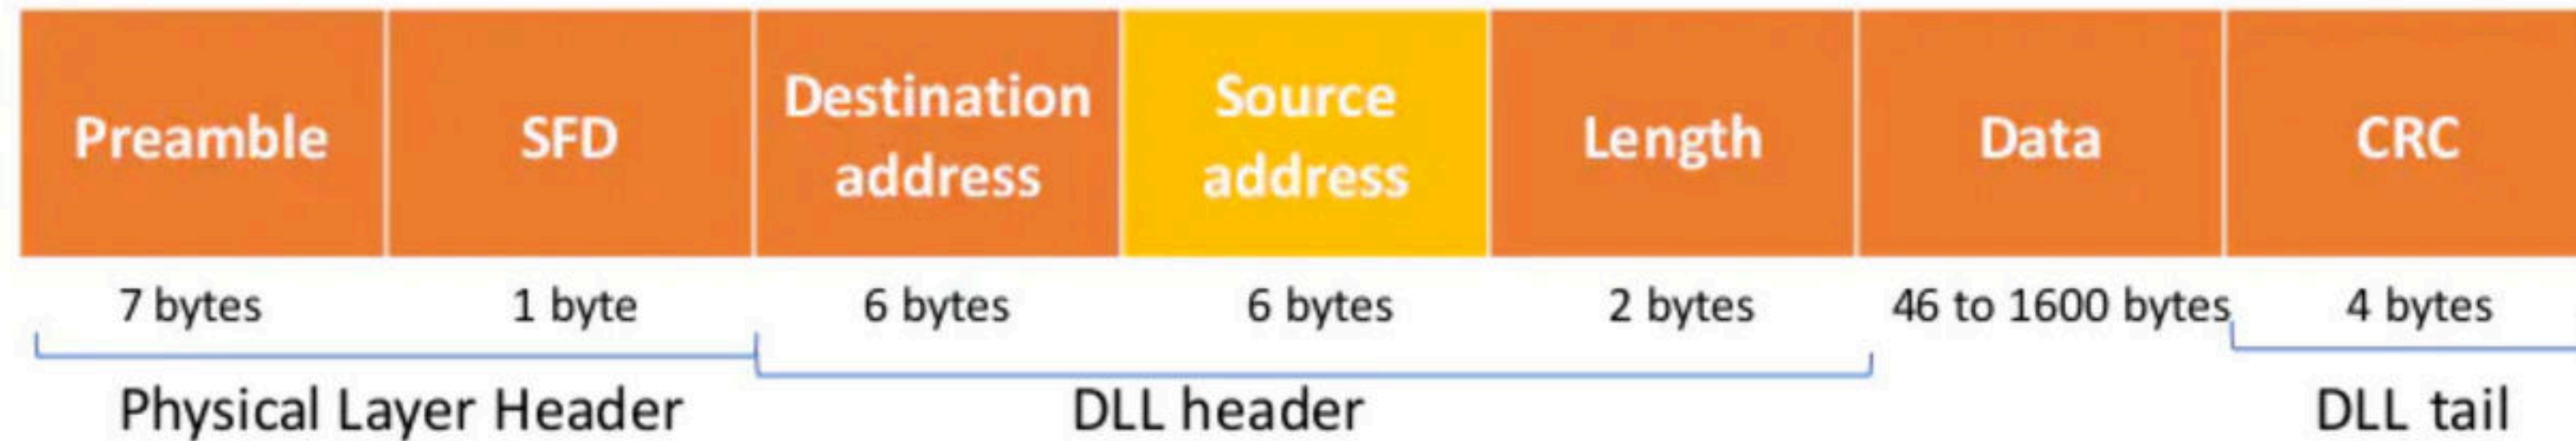 Preamble
SFD
Destination
address
Source
address
Length
Data
CRC
7 bytes
1 byte
6 bytes
6 bytes
2 bytes
46 to 1600 bytes
4 bytes
Physical Layer Header
DLL header
DLL tail